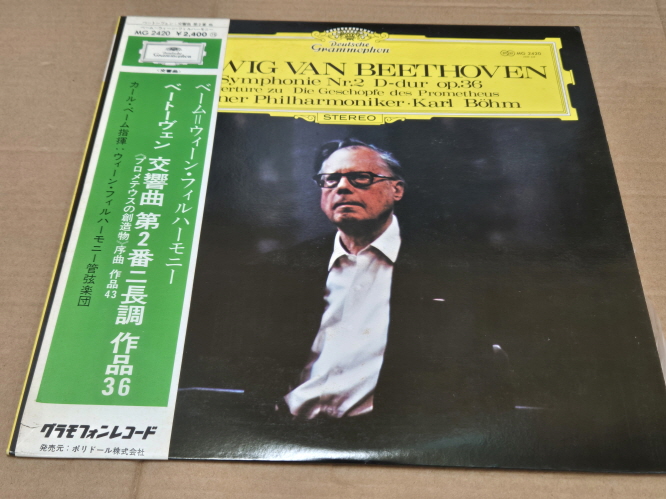 MG 2420 ¥2,400
Deutsche
Grammophon
ベーム=ウィーン・フィルハーモニー
ベートーヴェン 交響曲 第2番ニ長調 作品36
《プロメテウスの創造物》序曲 作品43
カール・ベーム指揮:ウィーン・フィルハーモニー管弦楽団
グラモフォンレコード
発売元:ポリドール株式会社
Deutsche
Grammophon
MG 2420
WIG VAN BEETHOVEN
Symphonie Nr.2 D-dur op.36
erture zu „Die Geschöpfe des Prometheus
ner Philharmoniker·Karl Böhm
STEREO